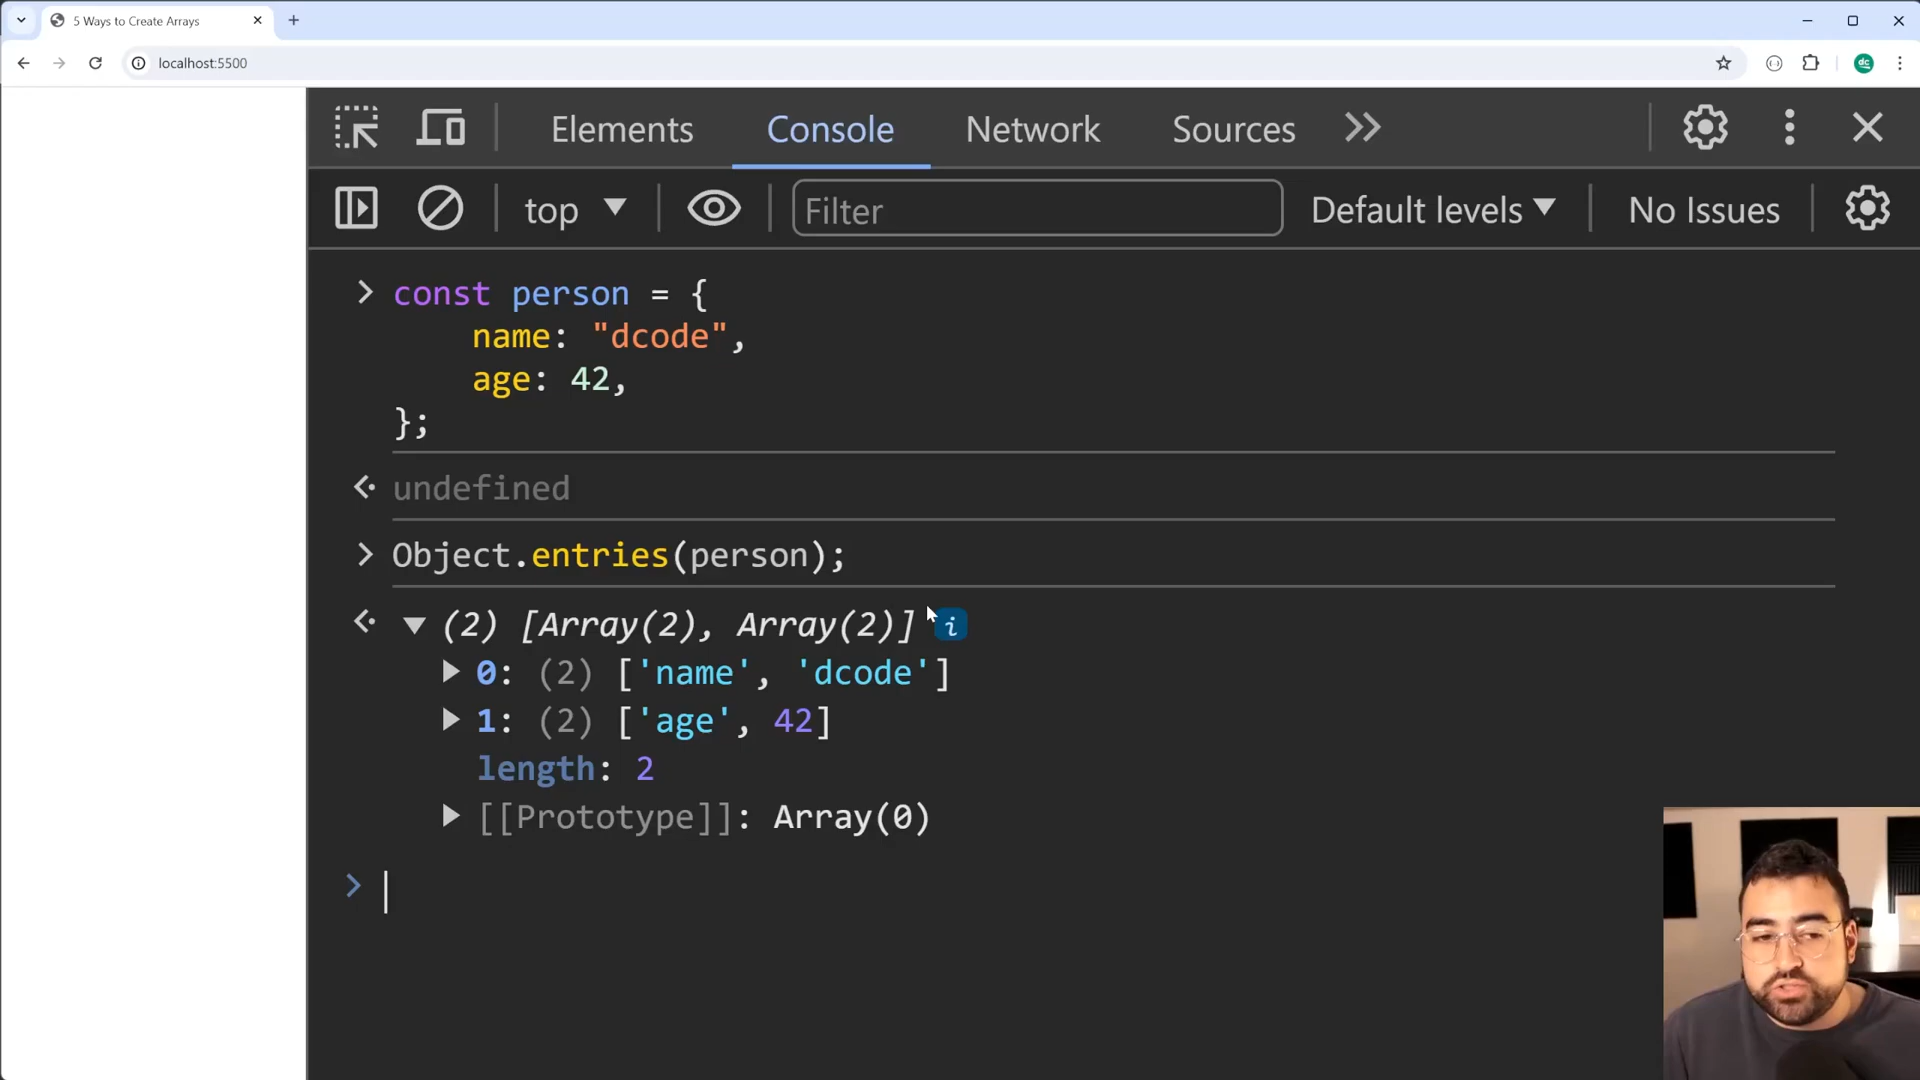 5 Ways to Create Arrays
localhost:5500
dc
Elements
Console
Network
Sources
top
Filter
Default levels
No Issues
const person = {
name: "dcode",
age: 42,
};
undefined
Object.entries(person);
(2) [Array(2), Array(2)] i
0: (2) ['name', 'dcode']
1: (2) ['age', 42]
length: 2
[[Prototype]]: Array(0)